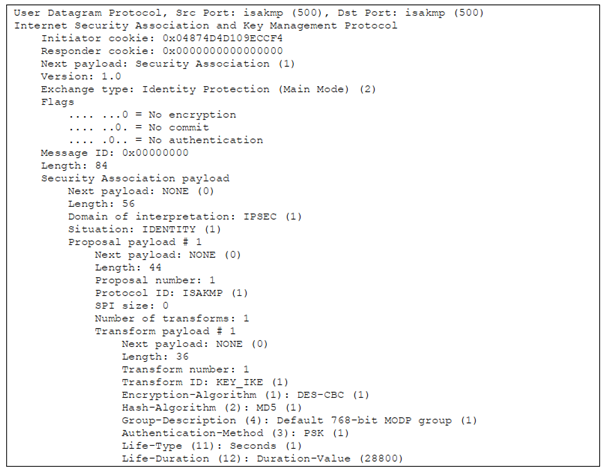 User Datagram Protocol, Src Port: isakmp (500), Dst Port: isakmp (500)
Internet Security Association and Key Management Protocol
Initiator cookie: 0x04874D4D109ECCF4
Responder cookie: 0x0000000000000000
Next payload: Security Association (1)
Version: 1.0
Exchange type: Identity Protection (Main Mode) (2)
Flags
.... ...0 = No encryption
.... ..0. = No commit
.... .0.. = No authentication
Message ID: 0x00000000
Length: 84
Security Association payload
Next payload: NONE (0)
Length: 56
Domain of interpretation: IPSEC (1)
Situation: IDENTITY (1)
Proposal payload # 1
Next payload: NONE (0)
Length: 44
Proposal number: 1
Protocol ID: ISAKMP (1)
SPI size: 0
Number of transforms: 1
Transform payload # 1
Next payload: NONE (0)
Length: 36
Transform number: 1
Transform ID: KEY_IKE (1)
Encryption-Algorithm (1): DES-CBC (1)
Hash-Algorithm (2): MD5 (1)
Group-Description (4): Default 768-bit MODP group (1)
Authentication-Method (3): PSK (1)
Life-Type (11): Seconds (1)
Life-Duration (12): Duration-Value (28800)